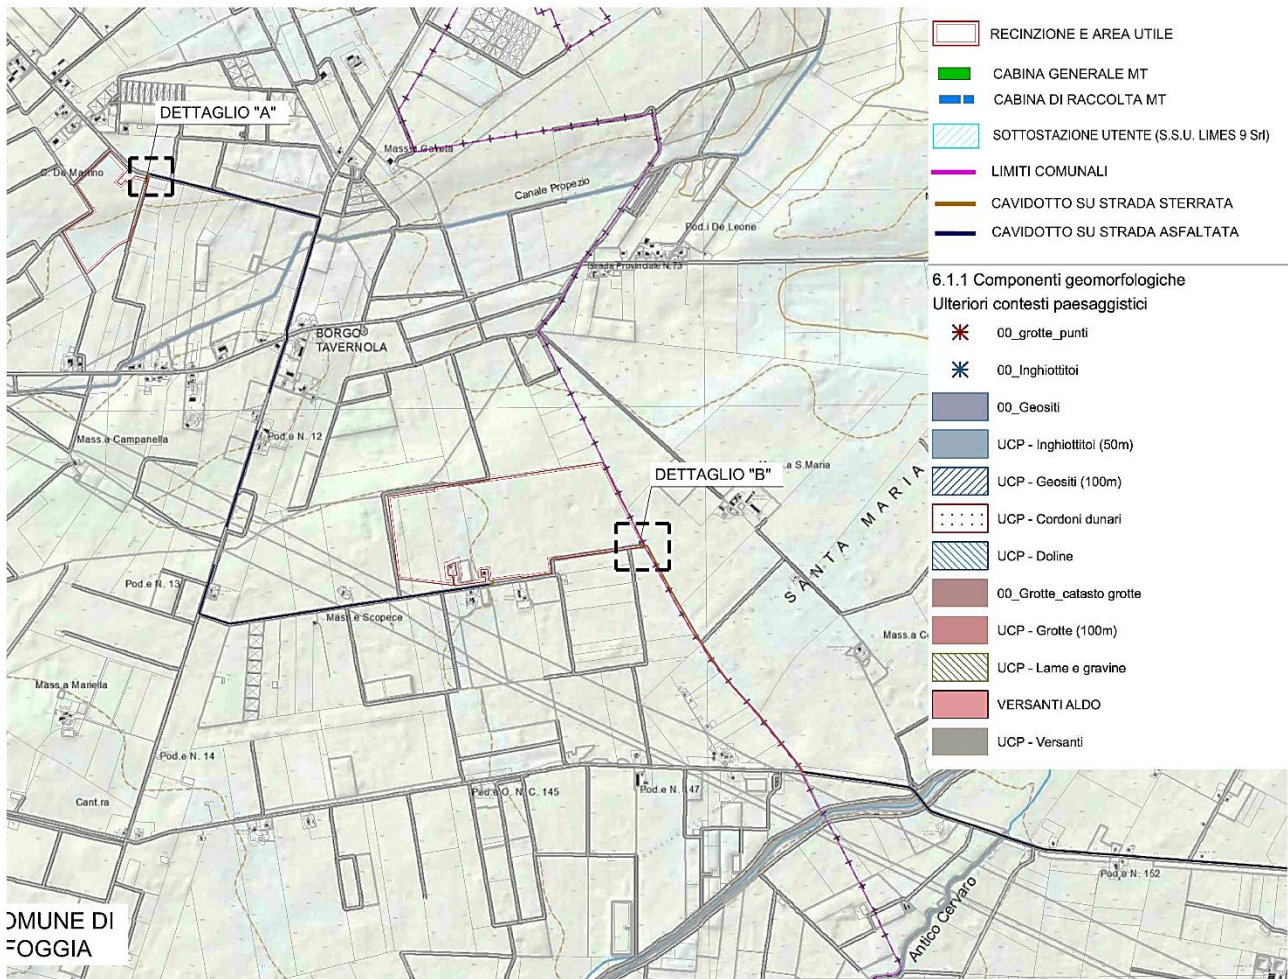 DETTAGLIO "A"
Mass.a Gaveta
C. De Martino
Canale Properzio
Pod.i De Leone
Strada Provinciale N.73
BORGO
TAVERNOLA
Mass.a Campanella
Pod.e N. 12
DETTAGLIO "B"
SANTA MARIA
Pod.e N. 13
Mass.e Scopece
Mass.a Mariella
Pod.e N. 14
Cant.ra
Pod.e O. N. C. 145
Pod.e N. 147
Pod.e N. 152
Antico Cervaro
OMUNE DI
FOGGIA
RECINZIONE E AREA UTILE
CABINA GENERALE MT
CABINA DI RACCOLTA MT
SOTTOSTAZIONE UTENTE (S.S.U. LIMES 9 Srl)
LIMITI COMUNALI
CAVIDOTTO SU STRADA STERRATA
CAVIDOTTO SU STRADA ASFALTATA
6.1.1 Componenti geomorfologiche
Ulteriori contesti paesaggistici
00_grotte_punti
00_Inghiottitoi
00_Geositi
UCP - Inghiottitoi (50m)
UCP - Geositi (100m)
UCP - Cordoni dunari
UCP - Doline
00_Grotte_catasto grotte
UCP - Grotte (100m)
UCP - Lame e gravine
VERSANTI ALDO
UCP - Versanti